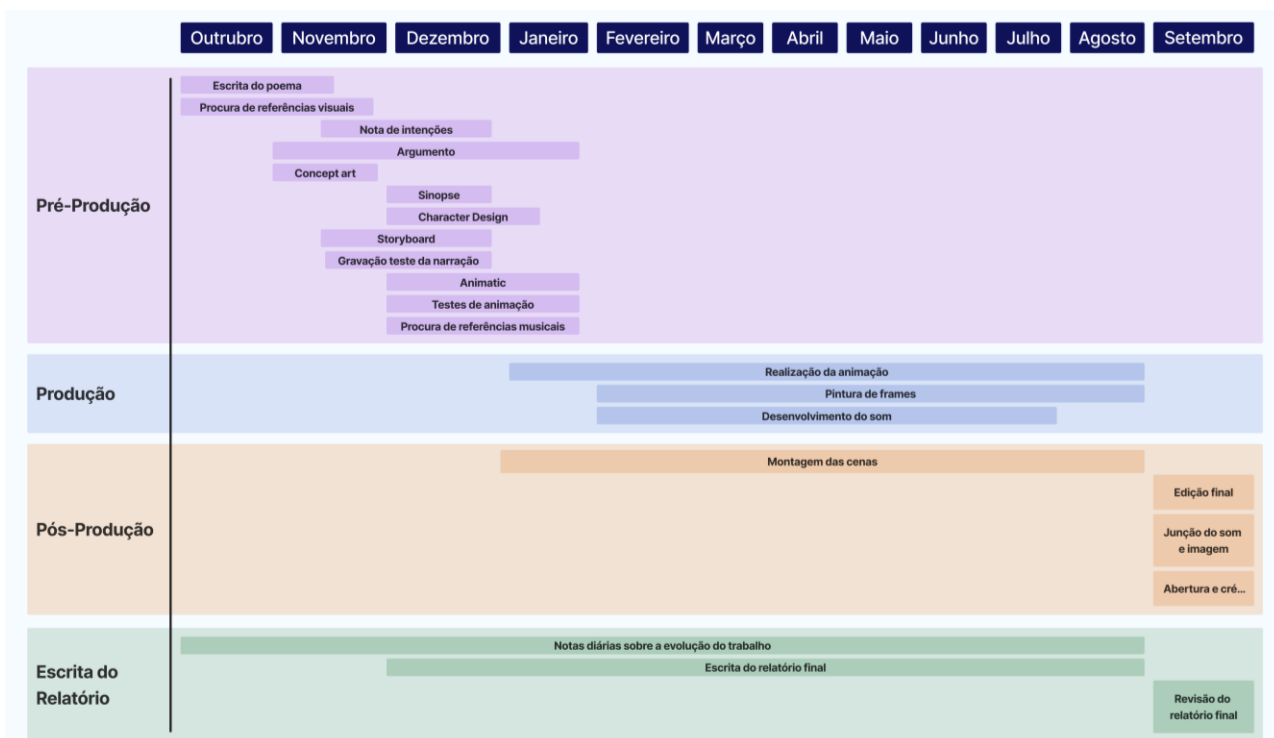 Outrubro Novembro Dezembro Janeiro Fevereiro Março Abril Maio Junho Julho Agosto Setembro
Pré-Produção
Escrita do poema
Procura de referências visuais
Nota de intenções
Argumento
Concept art
Sinopse
Character Design
Storyboard
Gravação teste da narração
Animatic
Testes de animação
Procura de referências musicais
Produção
Realização da animação
Pintura de frames
Desenvolvimento do som
Pós-Produção
Montagem das cenas
Edição final
Junção do som
e imagem
Abertura e cré...
Escrita do
Relatório
Notas diárias sobre a evolução do trabalho
Escrita do relatório final
Revisão do
relatório final